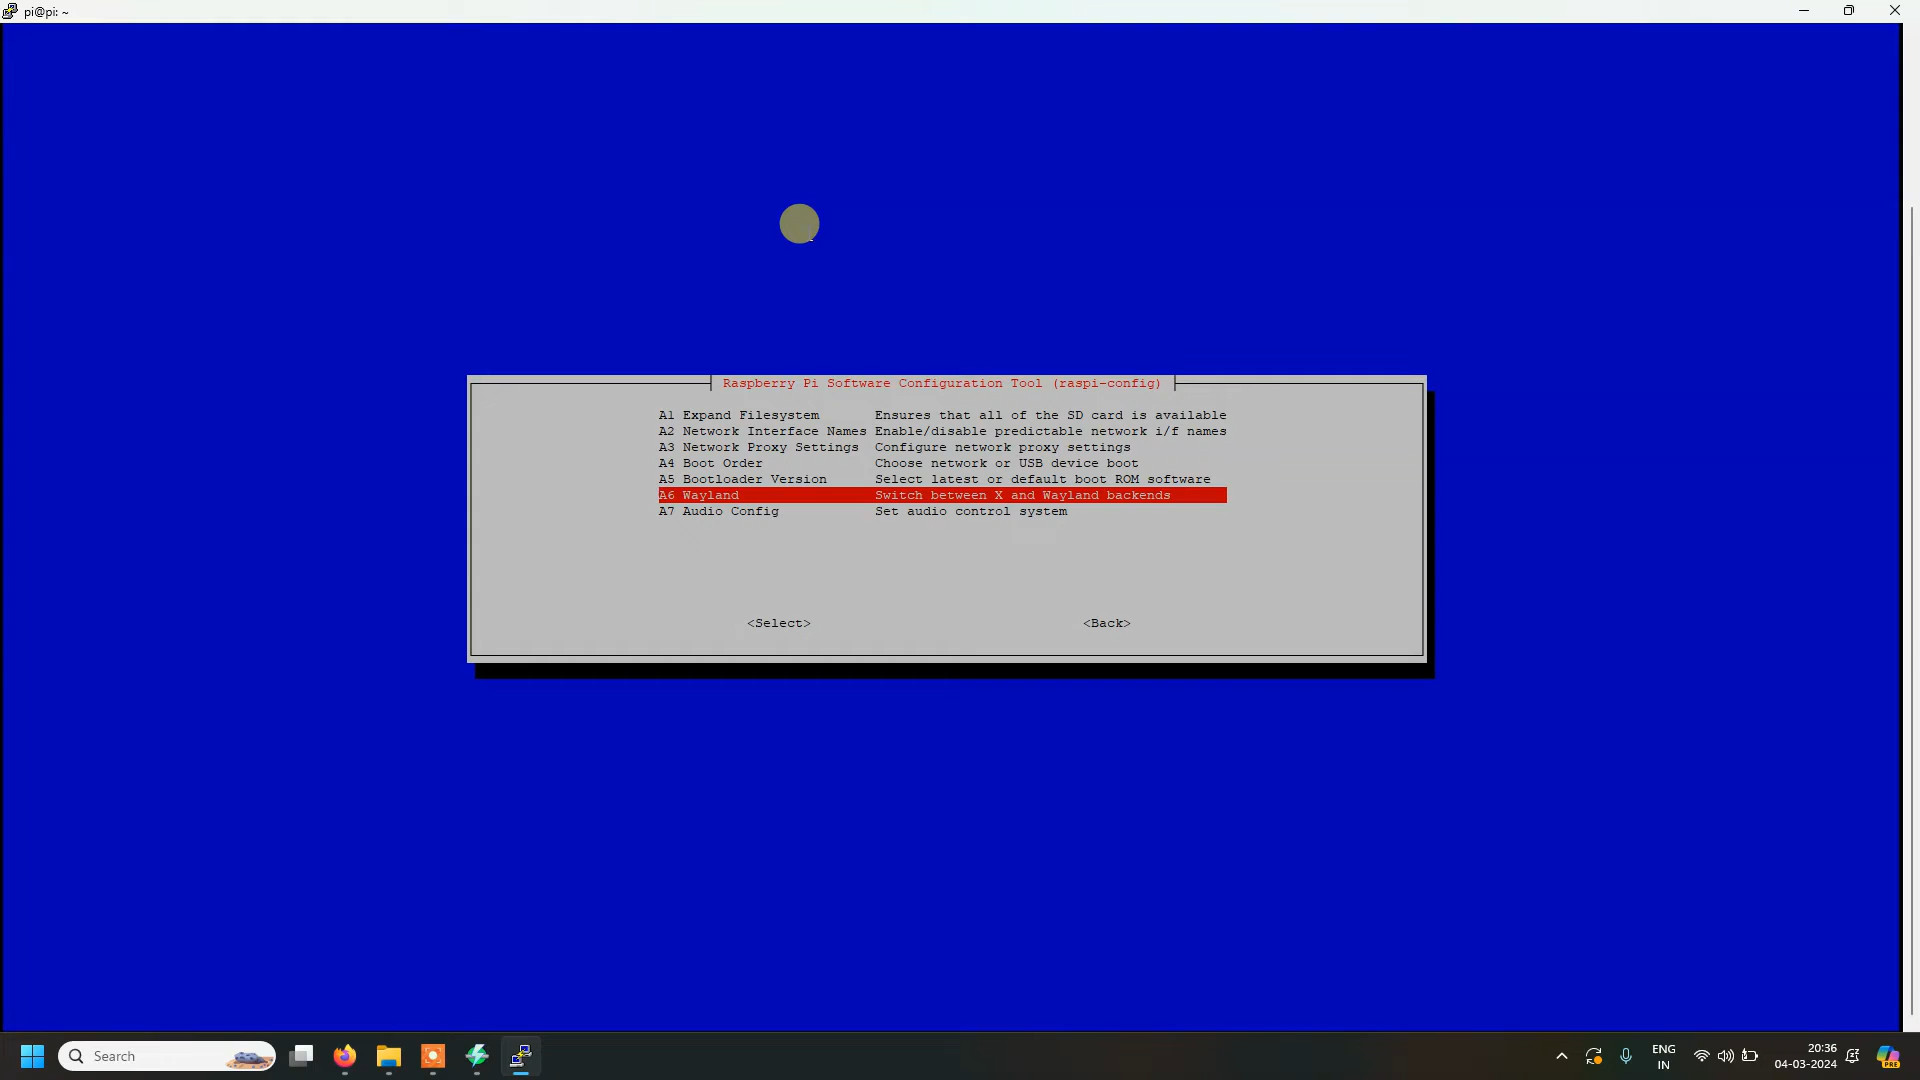 pi@pi: ~
Raspberry Pi Software Configuration Tool (raspi-config)
A1 Expand Filesystem Ensures that all of the SD card is available
A2 Network Interface Names Enable/disable predictable network i/f names
A3 Network Proxy Settings Configure network proxy settings
A4 Boot Order Choose network or USB device boot
A5 Bootloader Version Select latest or default boot ROM software
A6 Wayland Switch between X and Wayland backends
A7 Audio Config Set audio control system
<Select> <Back>
Search
ENG
IN
20:36
04-03-2024
PRE